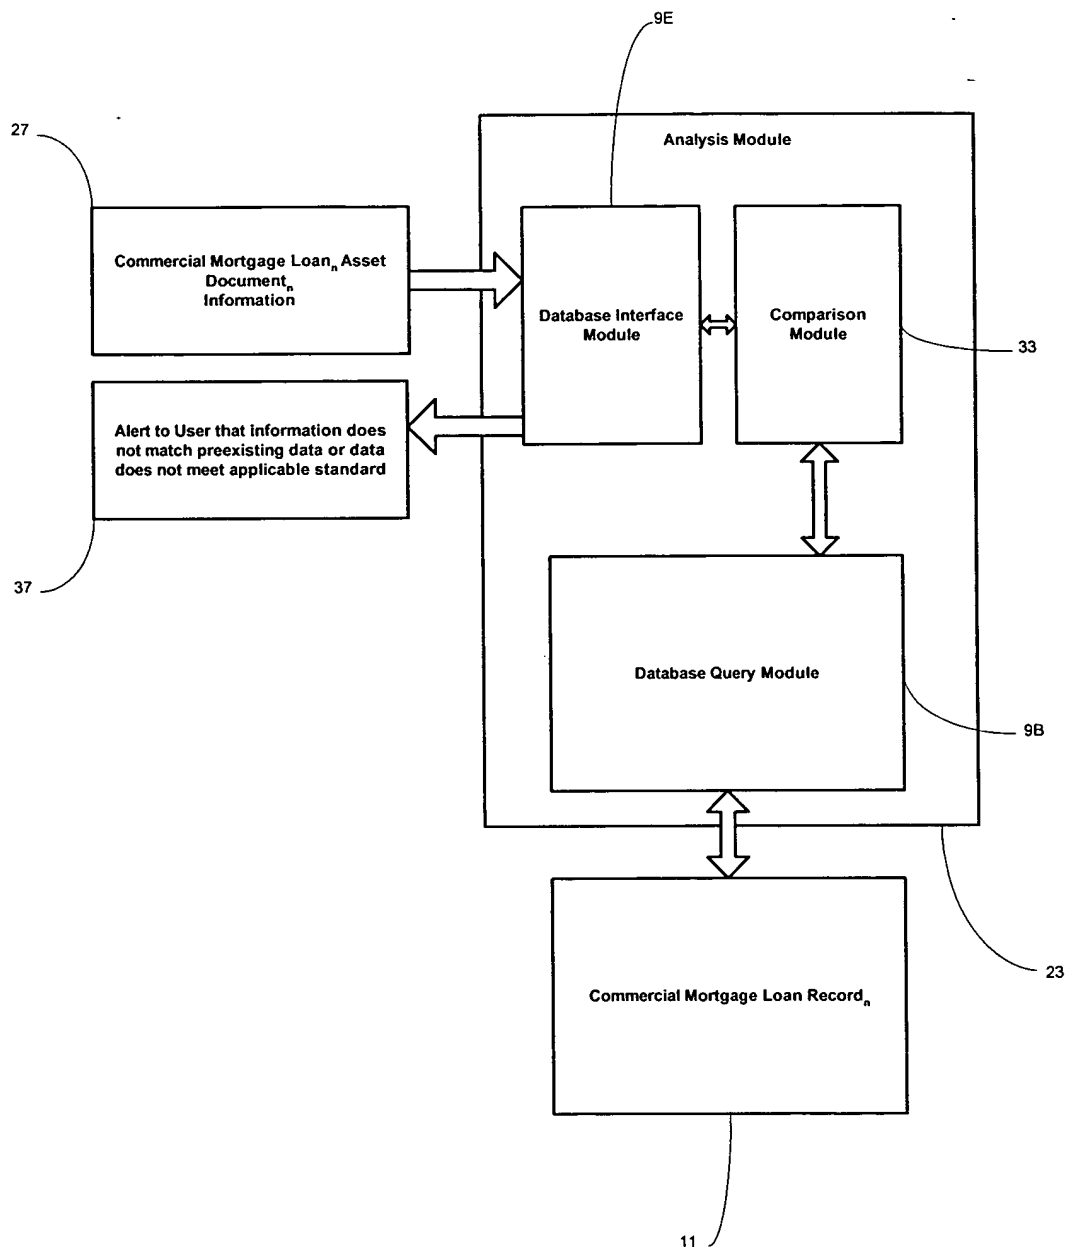 9E
27
Analysis Module
Commercial Mortgage Loanₙ Asset
Documentₙ
Information
Database Interface
Module
Comparison
Module
33
Alert to User that information does
not match preexisting data or data
does not meet applicable standard
37
Database Query Module
9B
23
Commercial Mortgage Loan Recordₙ
11